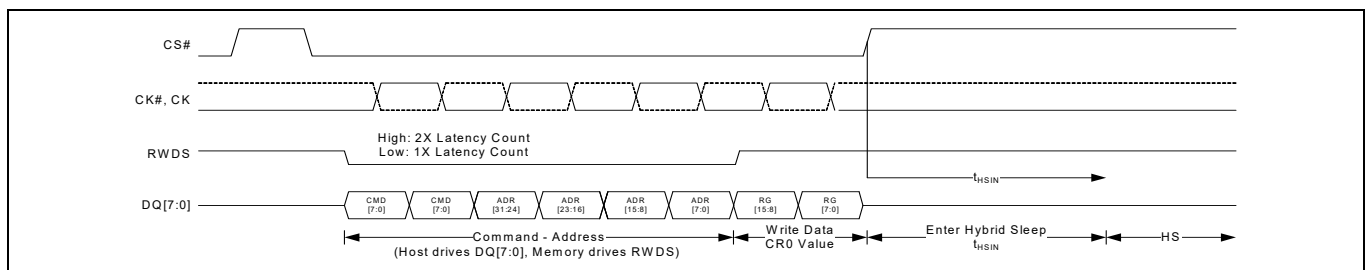 CS#
CK#, CK
High: 2X Latency Count
Low: 1X Latency Count
RWDS
tHSIN
DQ[7:0]
CMD [7:0]
CMD [7:0]
ADR [31:24]
ADR [23:16]
ADR [15:8]
ADR [7:0]
RG [15:8]
RG [7:0]
Command - Address
(Host drives DQ[7:0], Memory drives RWDS)
Write Data
CR0 Value
Enter Hybrid Sleep
tHSIN
HS